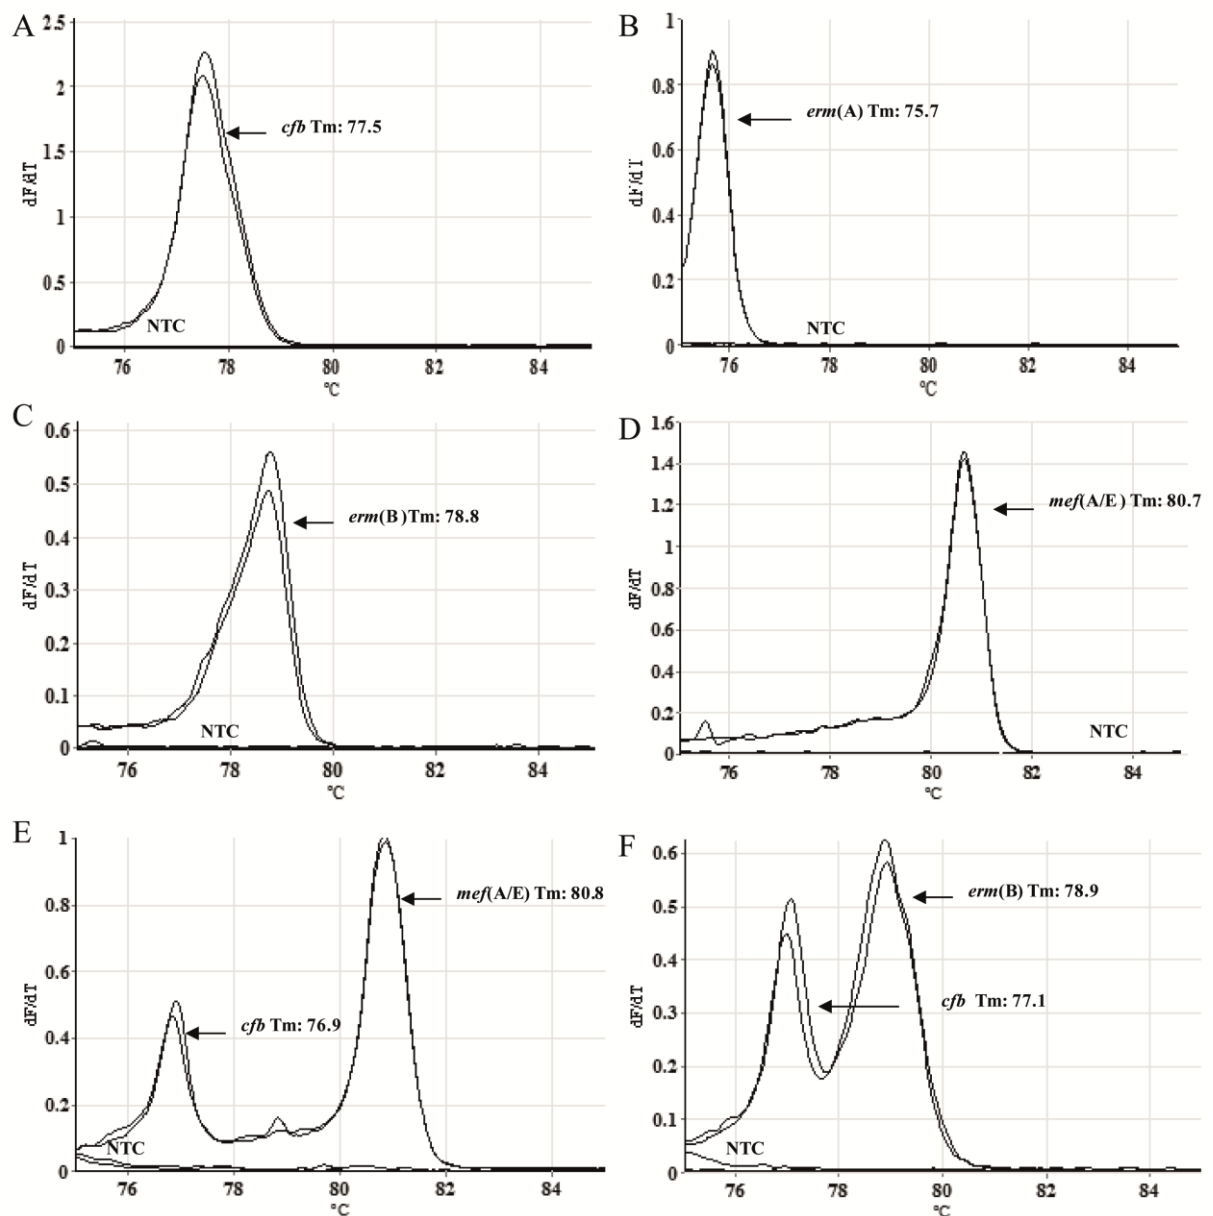 A
2.5
2
1.5
1
0.5
0
dF/dT
cfb Tm: 77.5
NTC
76 78 80 82 84
°C
B
1
0.8
0.6
0.4
0.2
0
dF/dT
erm(A) Tm: 75.7
NTC
76 78 80 82 84
°C
C
0.6
0.5
0.4
0.3
0.2
0.1
0
dF/dT
erm(B)Tm: 78.8
NTC
76 78 80 82 84
°C
D
1.6
1.4
1.2
1
0.8
0.6
0.4
0.2
0
dF/dT
mef(A/E) Tm: 80.7
NTC
76 78 80 82 84
°C
E
1
0.8
0.6
0.4
0.2
0
dF/dT
mef(A/E) Tm: 80.8
cfb Tm: 76.9
NTC
76 78 80 82 84
°C
F
0.6
0.5
0.4
0.3
0.2
0.1
0
dF/dT
erm(B) Tm: 78.9
cfb Tm: 77.1
NTC
76 78 80 82 84
°C